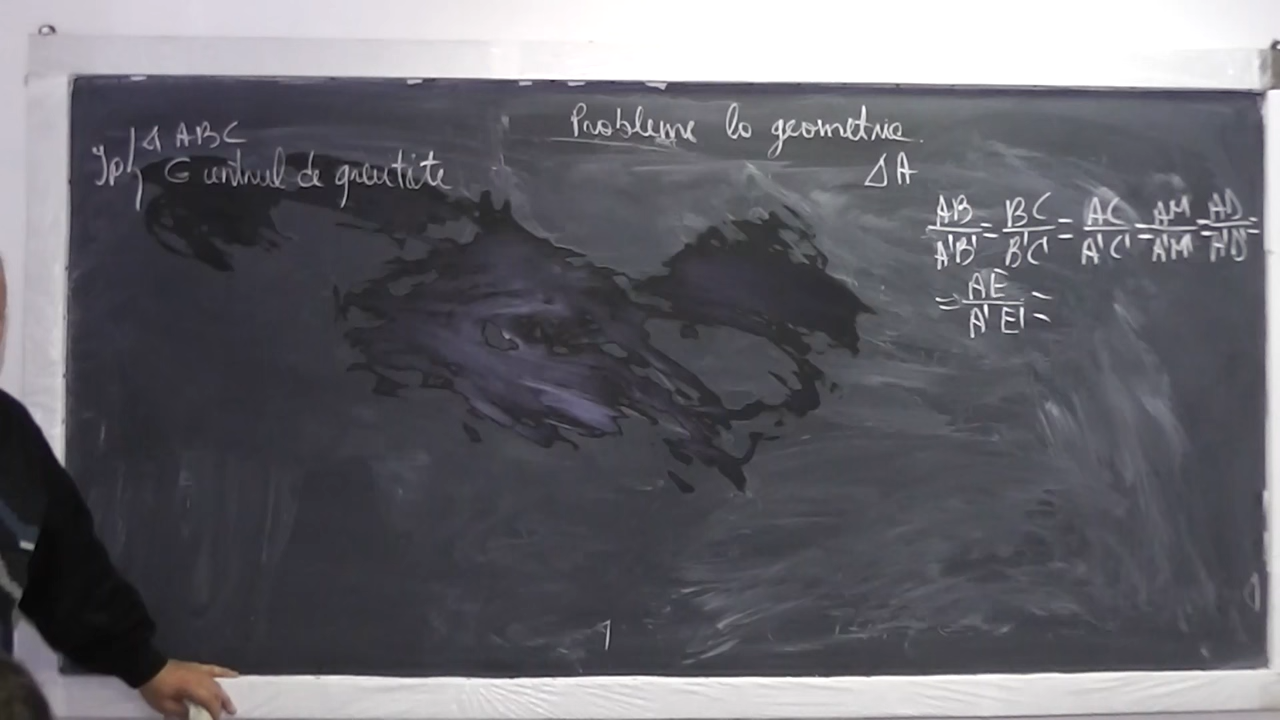 Probleme la geometrie
Ip { Δ ABC
G centrul de greutate
Δ A
AB/A'B' = BC/B'C' = AC/A'C' = AM/A'M' = AD/A'D' =
= AE/A'E' =